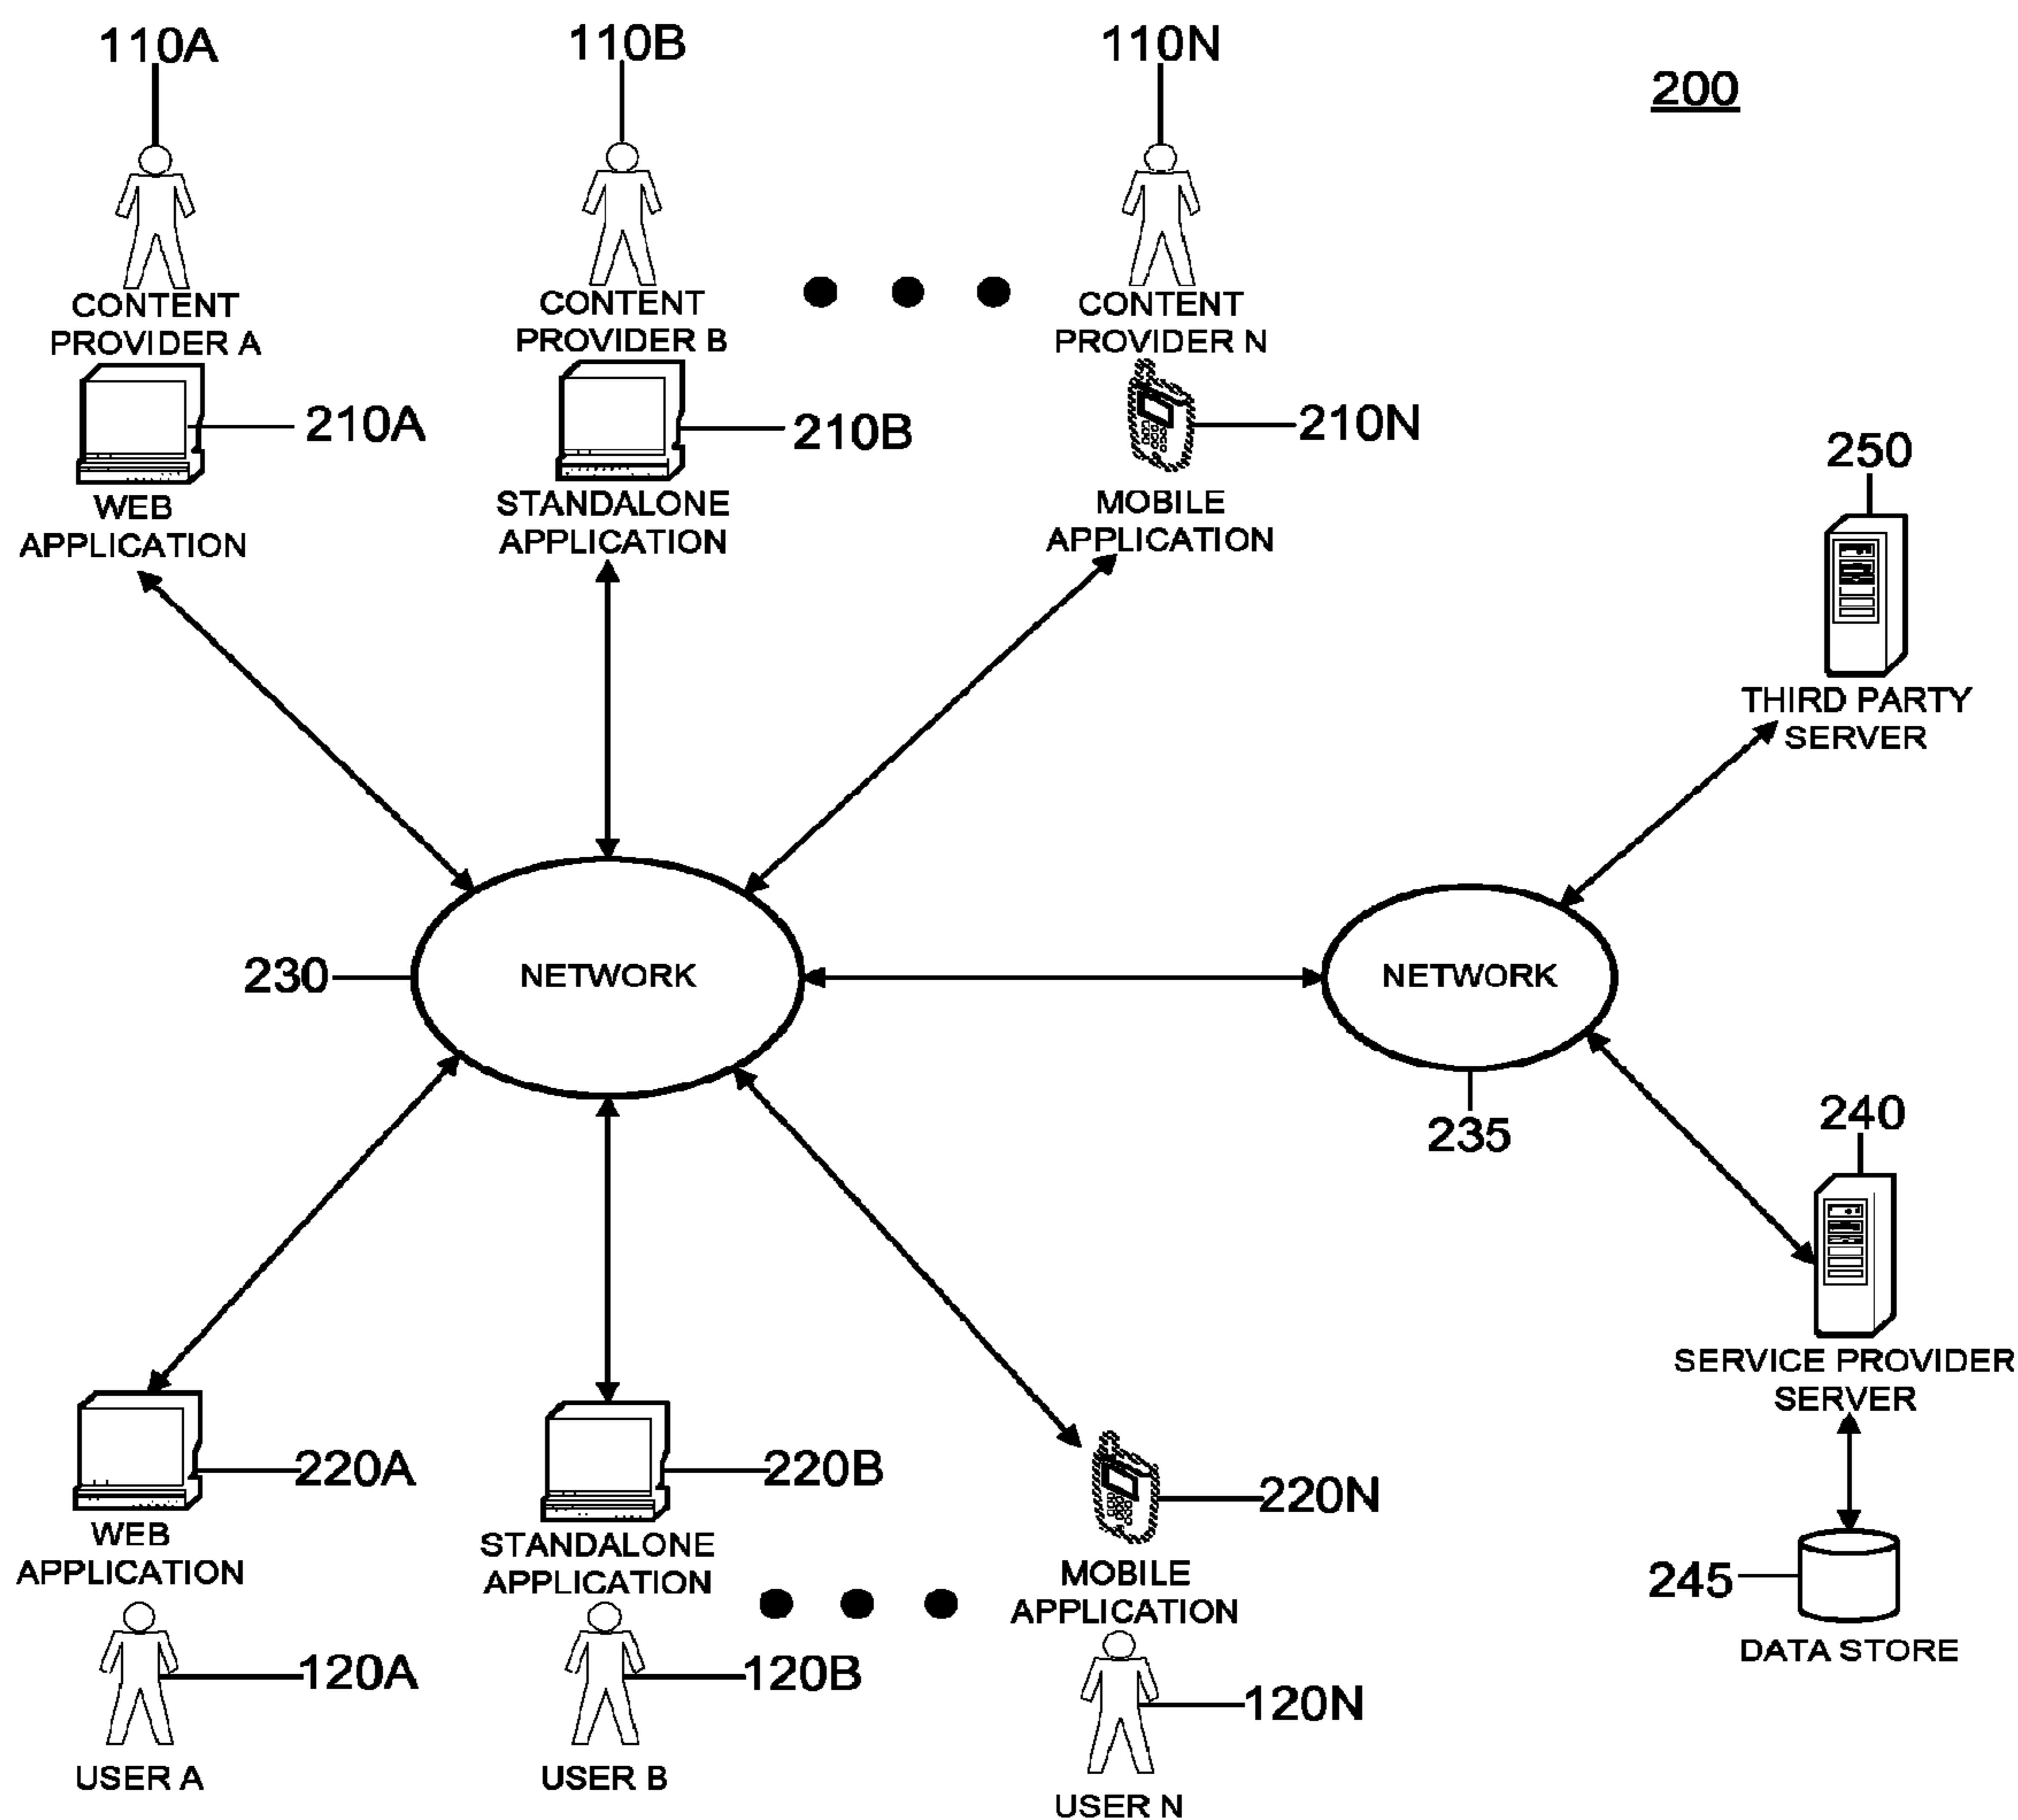 110A
110B
110N
200
CONTENT
PROVIDER A
CONTENT
PROVIDER B
CONTENT
PROVIDER N
210A
210B
210N
WEB
APPLICATION
STANDALONE
APPLICATION
MOBILE
APPLICATION
250
THIRD PARTY
SERVER
230
NETWORK
NETWORK
235
240
SERVICE PROVIDER
SERVER
220A
220B
220N
WEB
APPLICATION
STANDALONE
APPLICATION
MOBILE
APPLICATION
245
DATA STORE
120A
120B
120N
USER A
USER B
USER N